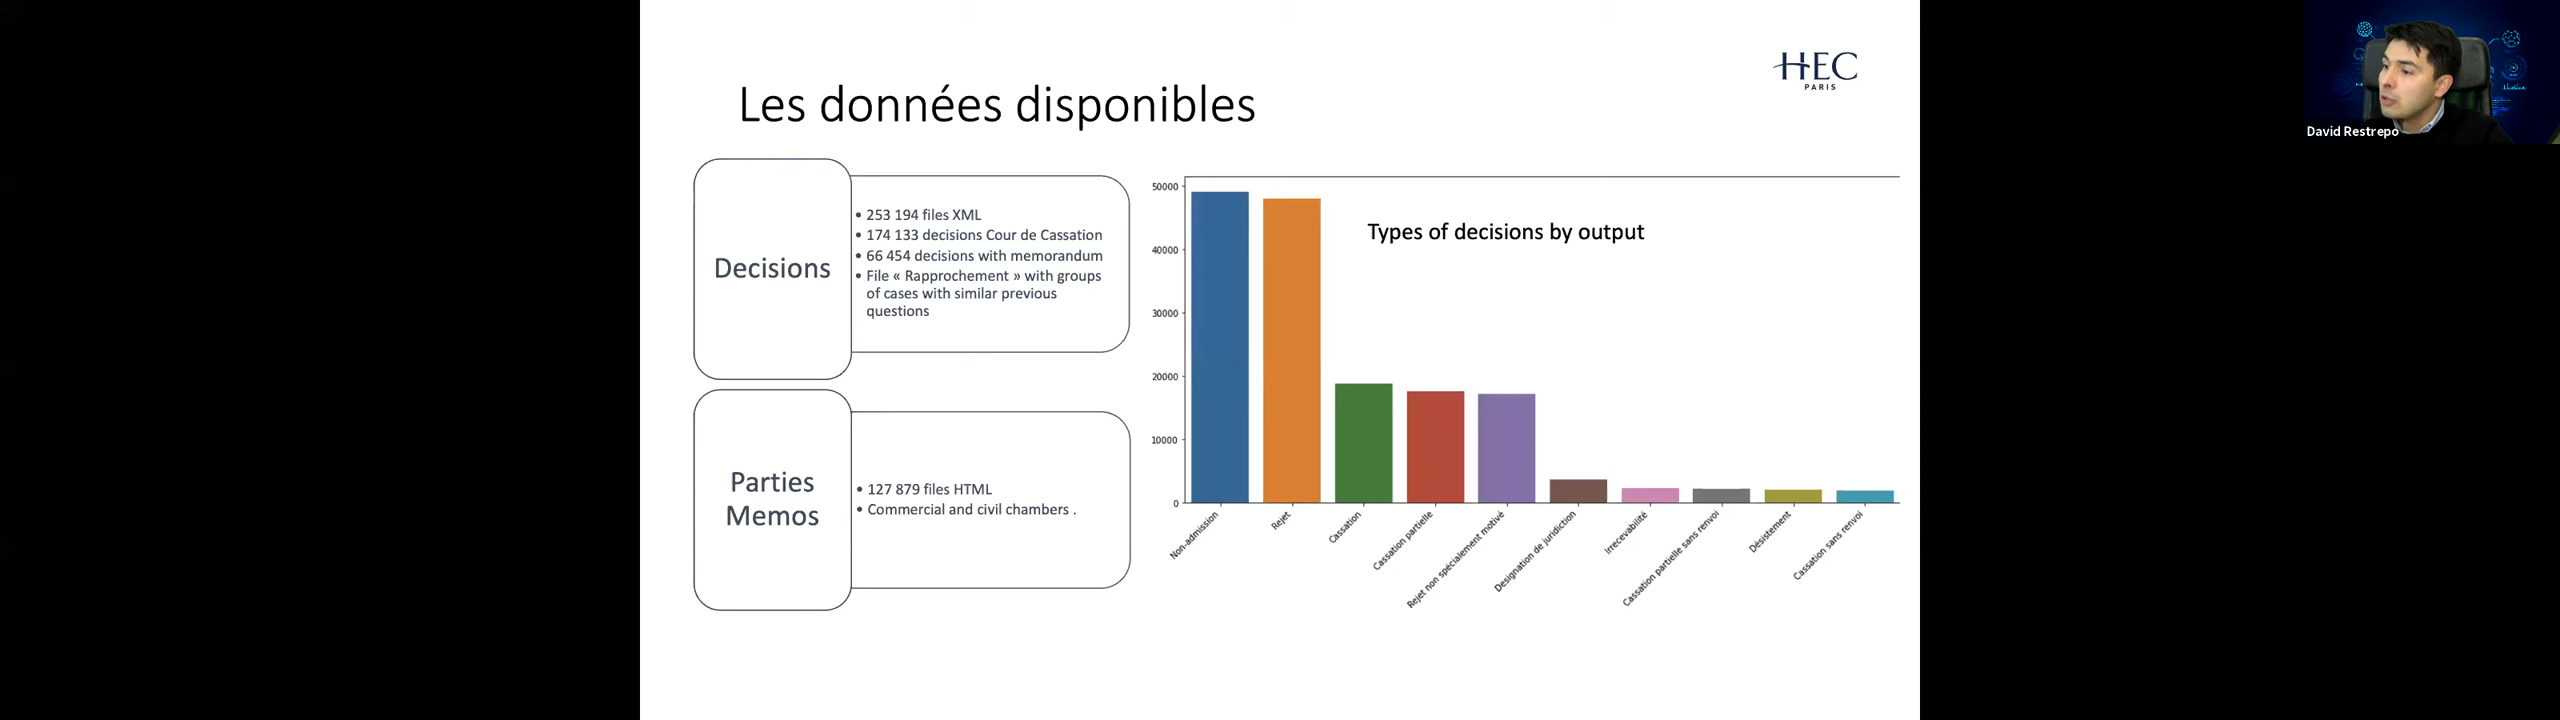 HEC
PARIS
Les données disponibles
David Restrepo
Decisions
• 253 194 files XML
• 174 133 decisions Cour de Cassation
• 66 454 decisions with memorandum
• File « Rapprochement » with groups
of cases with similar previous
questions
Parties
Memos
• 127 879 files HTML
• Commercial and civil chambers .
Types of decisions by output
50000
40000
30000
20000
10000
0
Non-admission
Rejet
Cassation
Cassation partielle
Rejet non spécialement motivé
Designation de juridiction
Irrecevabilité
Cassation partielle sans renvoi
Désistement
Cassation sans renvoi